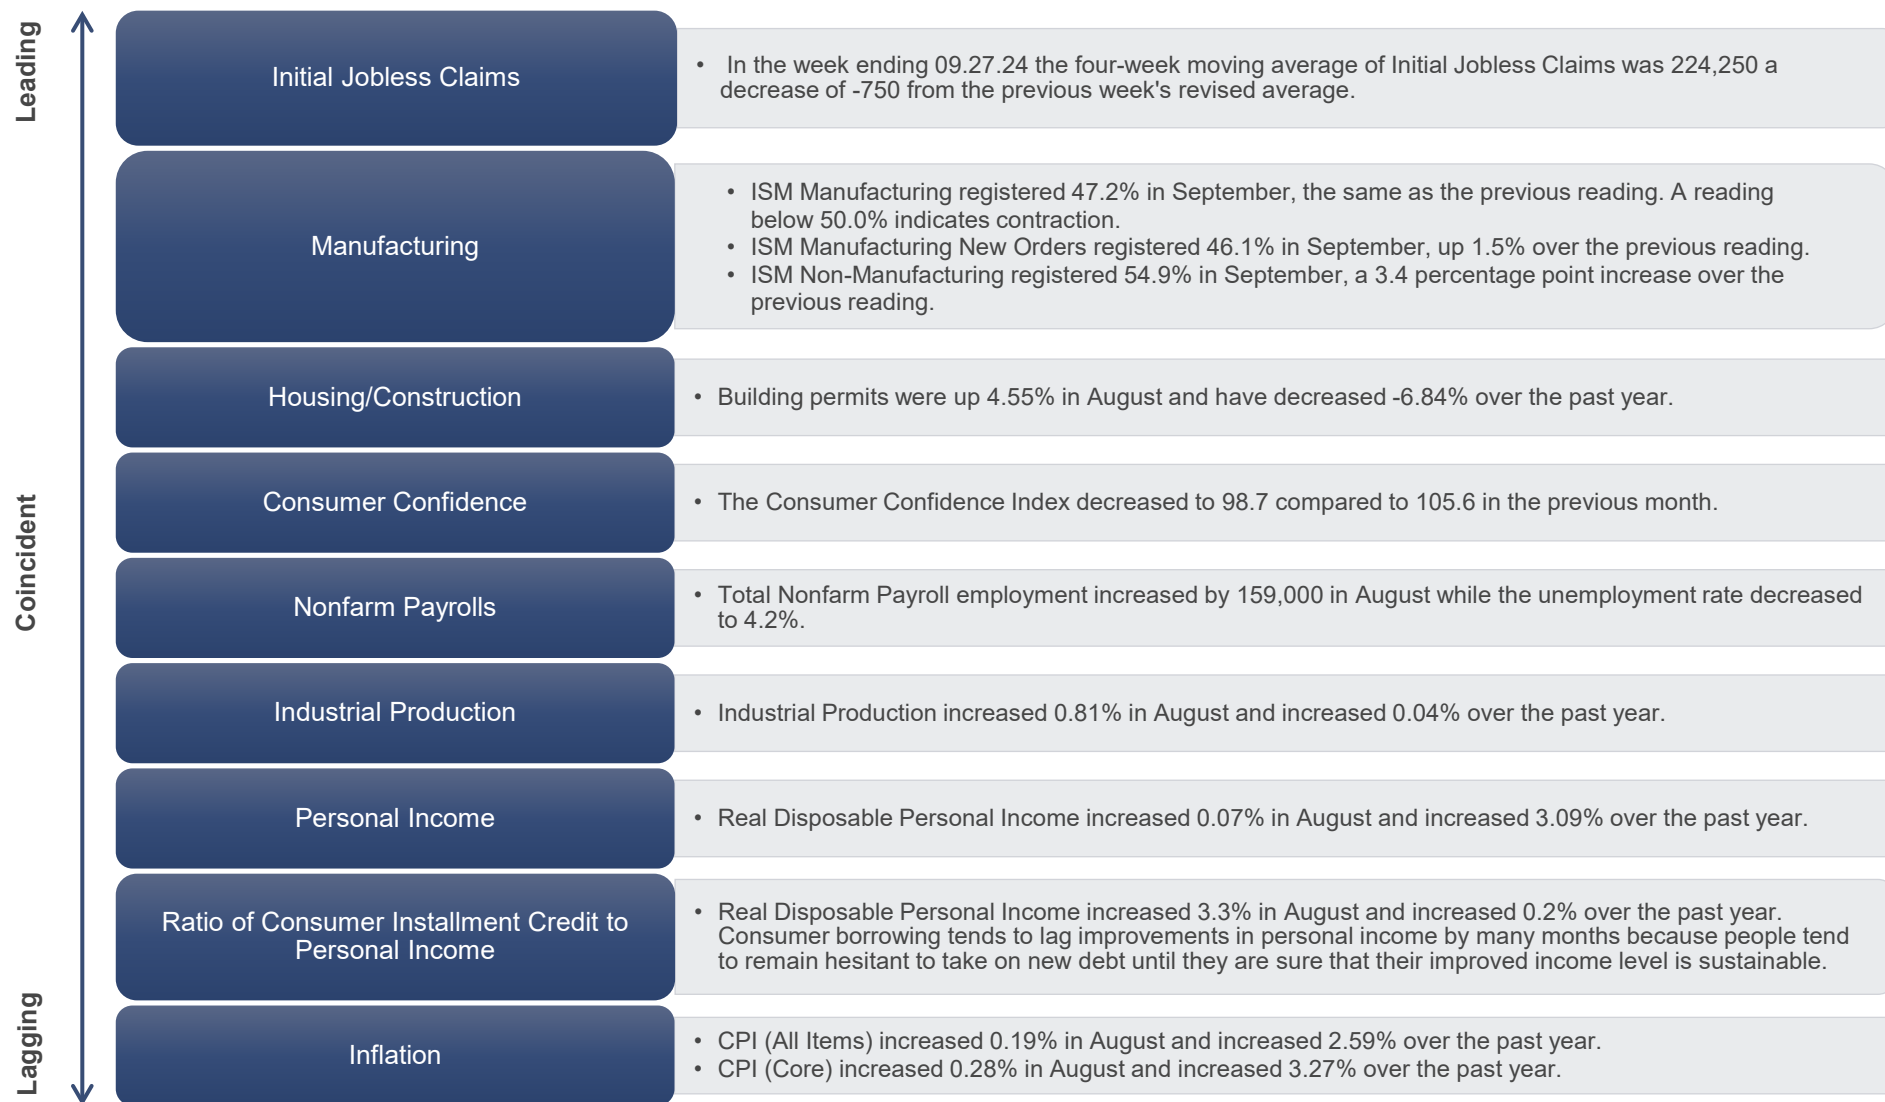 Leading
Initial Jobless Claims
• In the week ending 09.27.24 the four-week moving average of Initial Jobless Claims was 224,250 a
decrease of -750 from the previous week's revised average.
Manufacturing
• ISM Manufacturing registered 47.2% in September, the same as the previous reading. A reading
below 50.0% indicates contraction.
• ISM Manufacturing New Orders registered 46.1% in September, up 1.5% over the previous reading.
• ISM Non-Manufacturing registered 54.9% in September, a 3.4 percentage point increase over the
previous reading.
Housing/Construction
• Building permits were up 4.55% in August and have decreased -6.84% over the past year.
Coincident
Consumer Confidence
• The Consumer Confidence Index decreased to 98.7 compared to 105.6 in the previous month.
Nonfarm Payrolls
• Total Nonfarm Payroll employment increased by 159,000 in August while the unemployment rate decreased
to 4.2%.
Industrial Production
• Industrial Production increased 0.81% in August and increased 0.04% over the past year.
Personal Income
• Real Disposable Personal Income increased 0.07% in August and increased 3.09% over the past year.
Ratio of Consumer Installment Credit to
Personal Income
• Real Disposable Personal Income increased 3.3% in August and increased 0.2% over the past year.
Consumer borrowing tends to lag improvements in personal income by many months because people tend
to remain hesitant to take on new debt until they are sure that their improved income level is sustainable.
Lagging
Inflation
• CPI (All Items) increased 0.19% in August and increased 2.59% over the past year.
• CPI (Core) increased 0.28% in August and increased 3.27% over the past year.